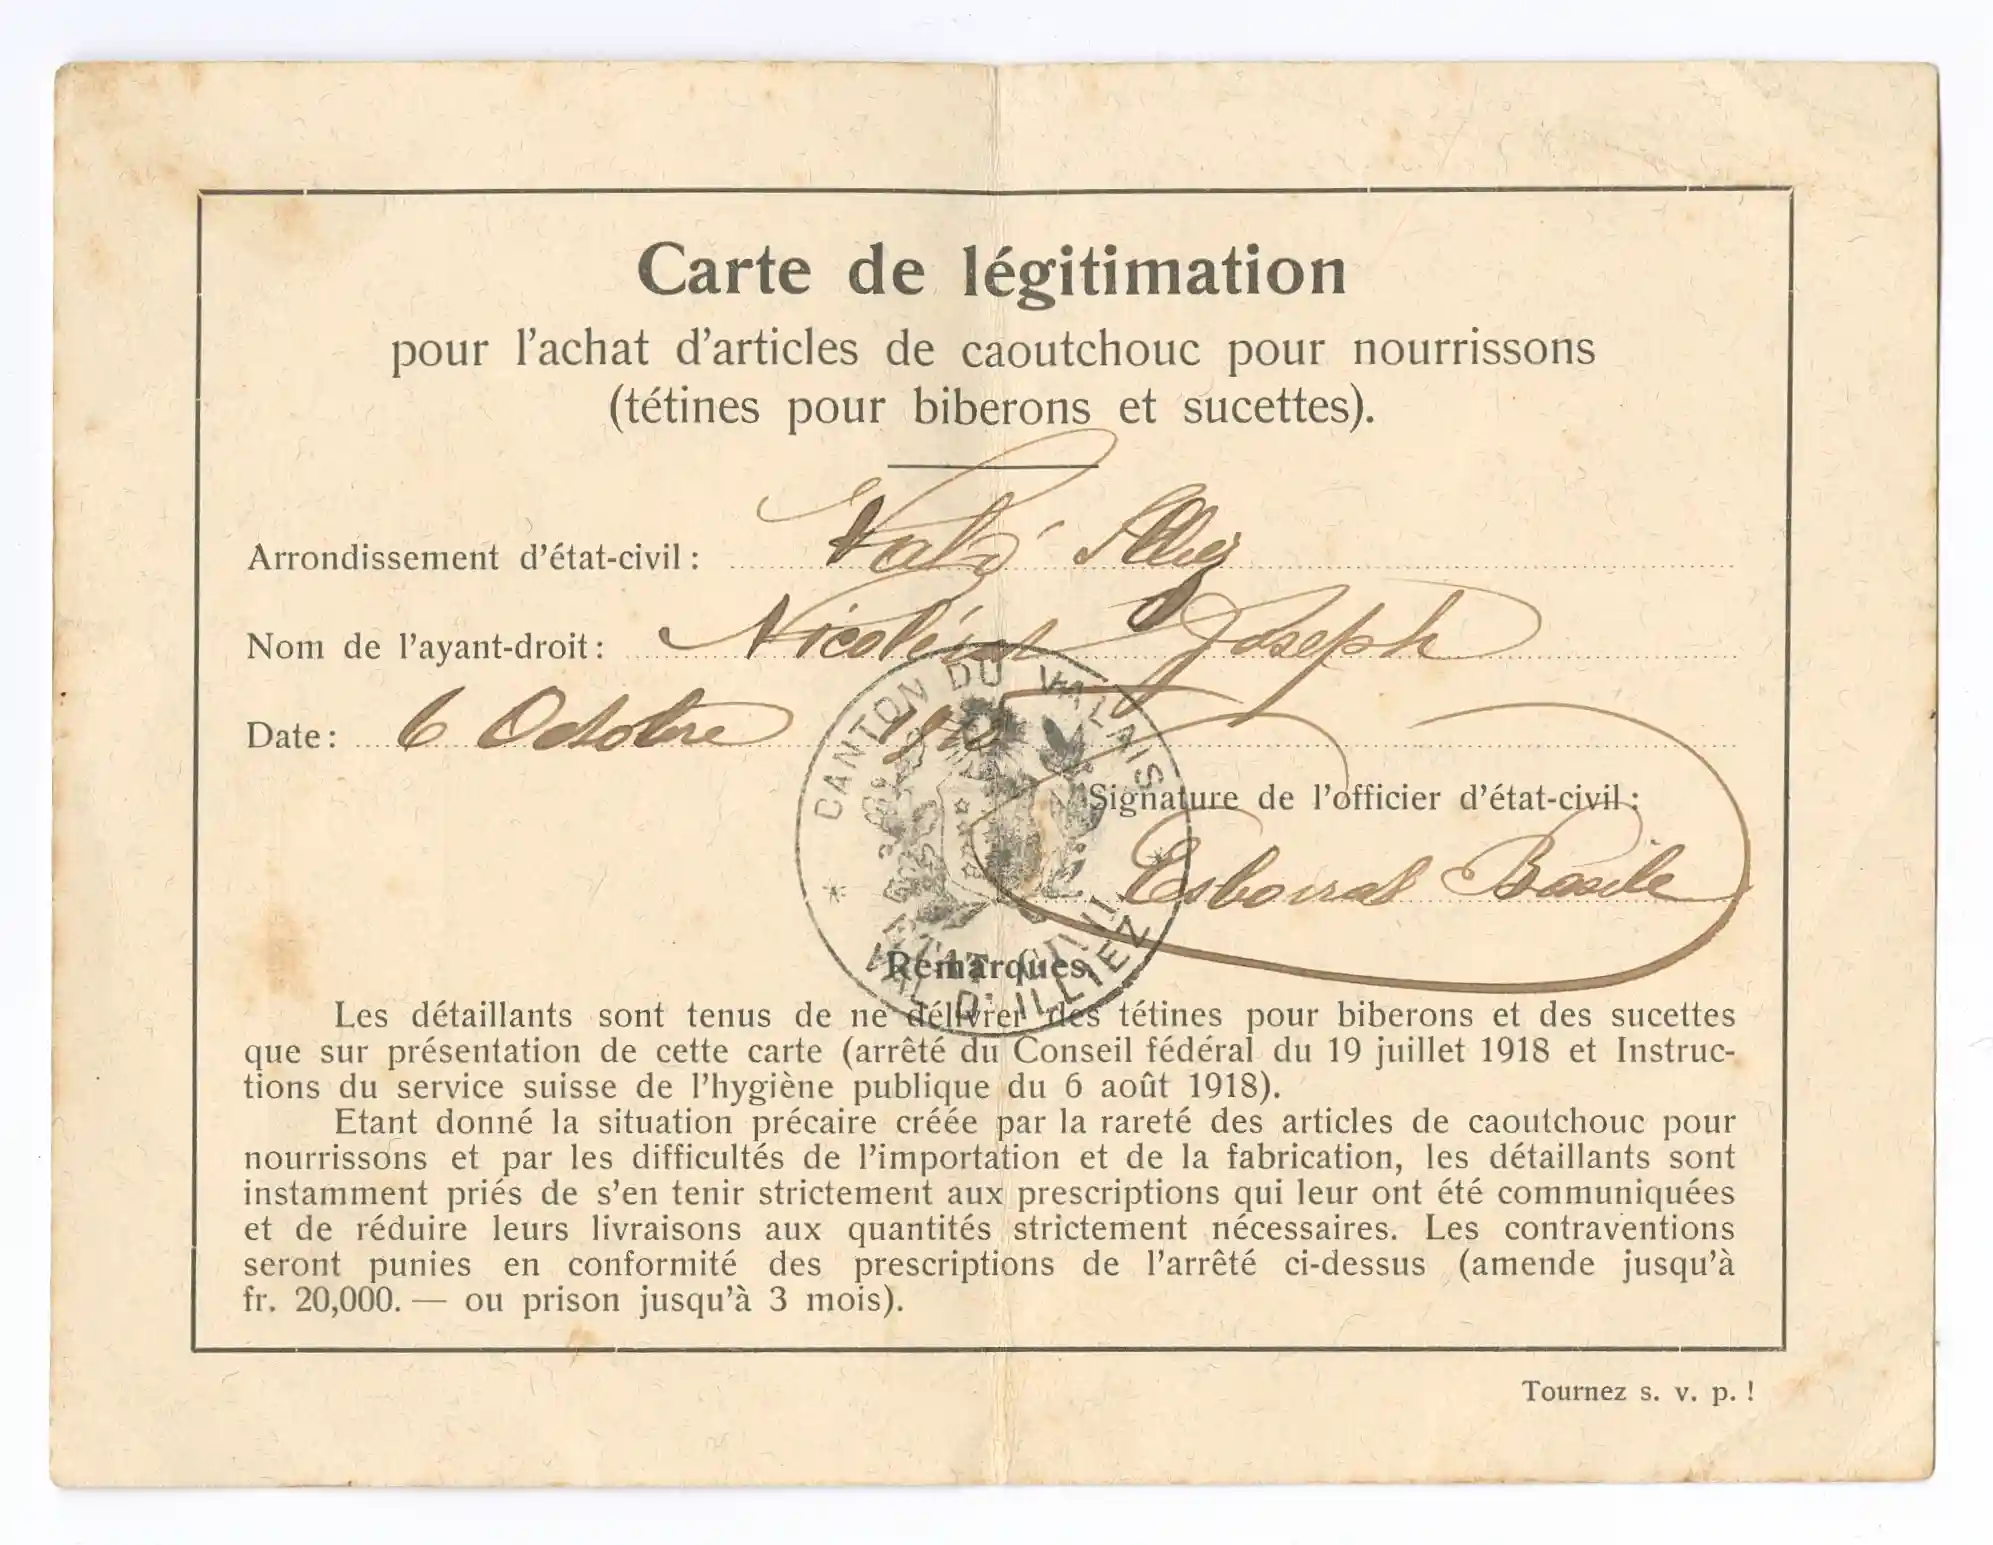 Carte de légitimation
pour l'achat d'articles de caoutchouc pour nourrissons
(tétines pour biberons et sucettes).
Arrondissement d'état-civil : Val d'Illiez
Nom de l'ayant-droit : Joseph
Date : 6 Octobre
CANTON DU VALAIS
Signature de l'officier d'état-civil :
Basile
ETAT CIVIL
VAL D'ILLIEZ
Remarques.
Les détaillants sont tenus de ne délivrer des tétines pour biberons et des sucettes
que sur présentation de cette carte (arrêté du Conseil fédéral du 19 juillet 1918 et Instruc-
tions du service suisse de l'hygiène publique du 6 août 1918).
Etant donné la situation précaire créée par la rareté des articles de caoutchouc pour
nourrissons et par les difficultés de l'importation et de la fabrication, les détaillants sont
instamment priés de s'en tenir strictement aux prescriptions qui leur ont été communiquées
et de réduire leurs livraisons aux quantités strictement nécessaires. Les contraventions
seront punies en conformité des prescriptions de l'arrêté ci-dessus (amende jusqu'à
fr. 20,000. — ou prison jusqu'à 3 mois).
Tournez s. v. p. !